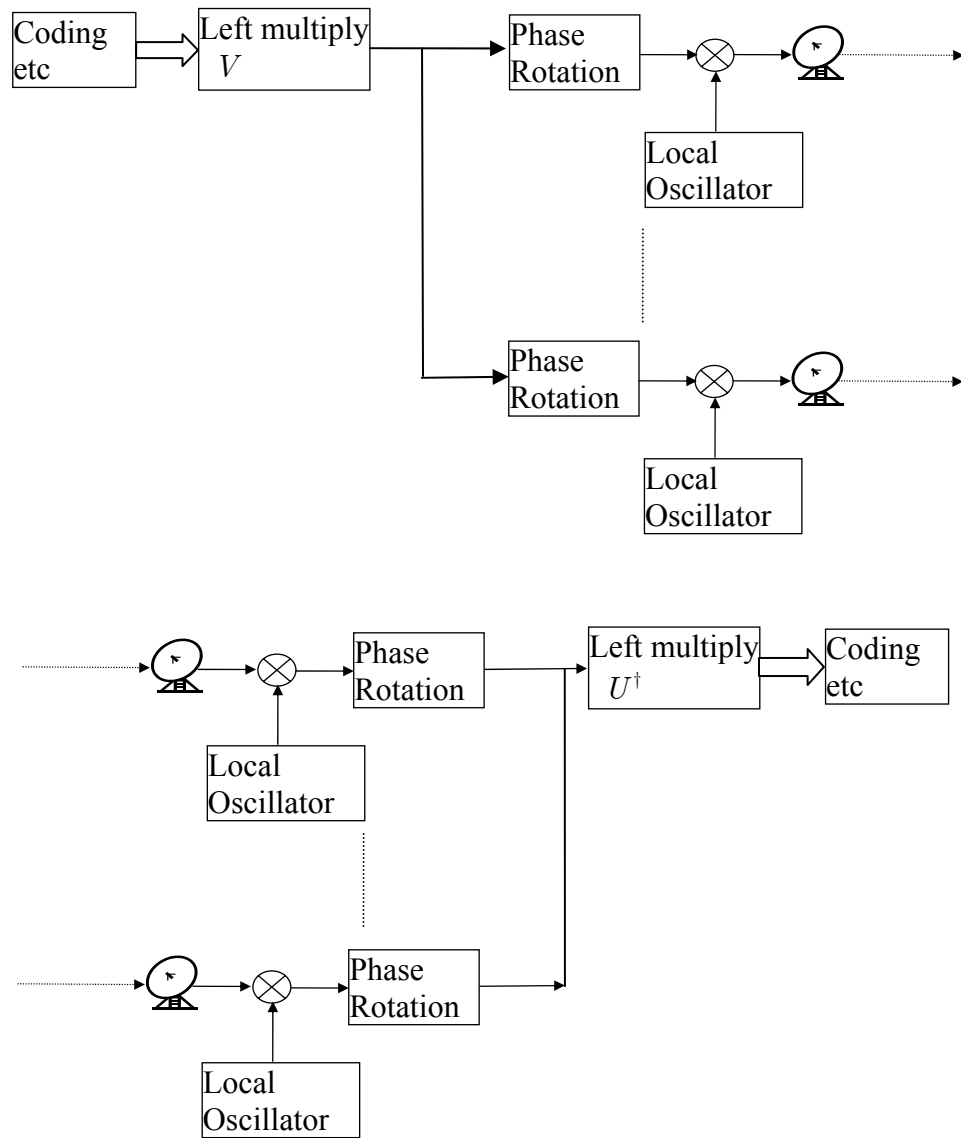 Coding
etc
Left multiply
V
Phase
Rotation
Local
Oscillator
Phase
Rotation
Local
Oscillator
Phase
Rotation
Left multiply
U†
Coding
etc
Local
Oscillator
Phase
Rotation
Local
Oscillator